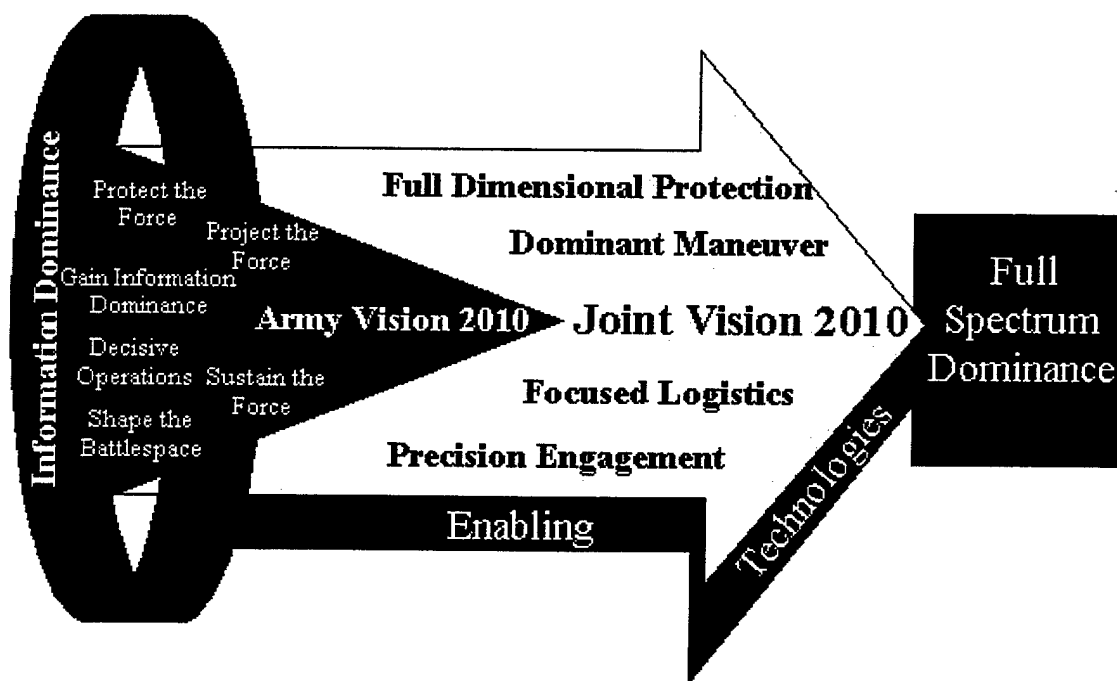 Information Dominance
Protect the
Force
Project the
Force
Gain Information
Dominance
Decisive
Operations
Sustain the
Force
Shape the
Battlespace
Army Vision 2010
Full Dimensional Protection
Dominant Maneuver
Joint Vision 2010
Focused Logistics
Precision Engagement
Enabling
Technologies
Full
Spectrum
Dominance